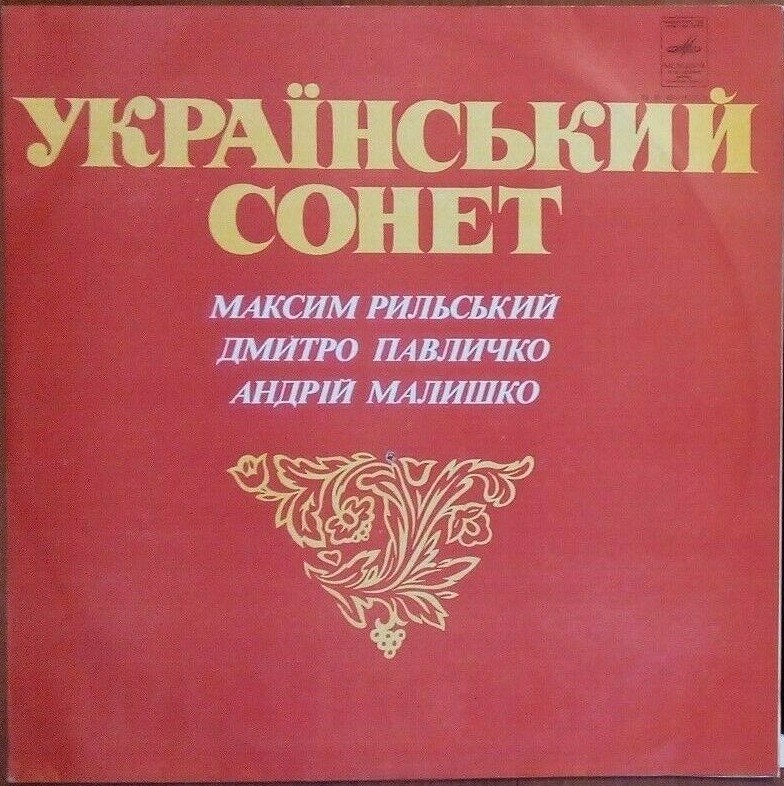 УКРАЇНСЬКИЙ
СОНЕТ
МАКСИМ РИЛЬСЬКИЙ
ДМИТРО ПАВЛИЧКО
АНДРІЙ МАЛИШКО